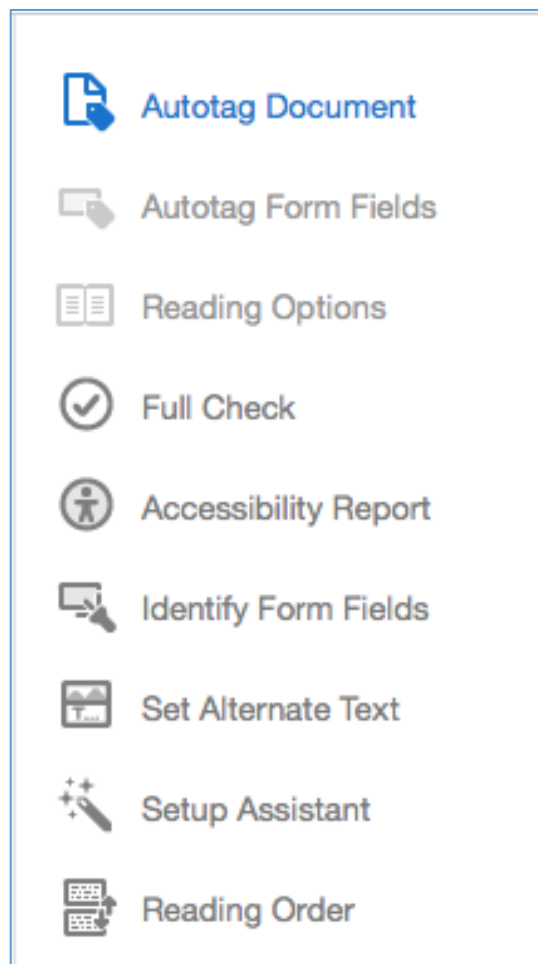 Autotag Document
Autotag Form Fields
Reading Options
Full Check
Accessibility Report
Identify Form Fields
Set Alternate Text
Setup Assistant
Reading Order